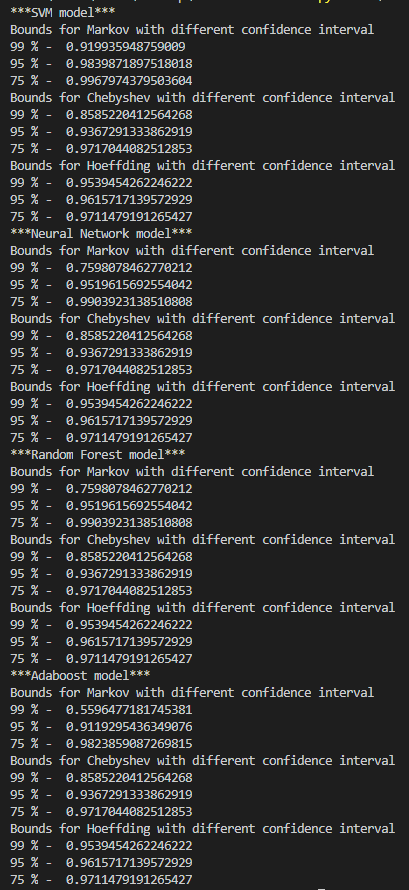 ***SVM model***
Bounds for Markov with different confidence interval
99 % -  0.919935948759009
95 % -  0.9839871897518018
75 % -  0.9967974379503604
Bounds for Chebyshev with different confidence interval
99 % -  0.8585220412564268
95 % -  0.9367291333862919
75 % -  0.9717044082512853
Bounds for Hoeffding with different confidence interval
99 % -  0.9539454262246222
95 % -  0.9615717139572929
75 % -  0.9711479191265427
***Neural Network model***
Bounds for Markov with different confidence interval
99 % -  0.7598078462770212
95 % -  0.9519615692554042
75 % -  0.9903923138510808
Bounds for Chebyshev with different confidence interval
99 % -  0.8585220412564268
95 % -  0.9367291333862919
75 % -  0.9717044082512853
Bounds for Hoeffding with different confidence interval
99 % -  0.9539454262246222
95 % -  0.9615717139572929
75 % -  0.9711479191265427
***Random Forest model***
Bounds for Markov with different confidence interval
99 % -  0.7598078462770212
95 % -  0.9519615692554042
75 % -  0.9903923138510808
Bounds for Chebyshev with different confidence interval
99 % -  0.8585220412564268
95 % -  0.9367291333862919
75 % -  0.9717044082512853
Bounds for Hoeffding with different confidence interval
99 % -  0.9539454262246222
95 % -  0.9615717139572929
75 % -  0.9711479191265427
***Adaboost model***
Bounds for Markov with different confidence interval
99 % -  0.5596477181745381
95 % -  0.9119295436349076
75 % -  0.9823859087269815
Bounds for Chebyshev with different confidence interval
99 % -  0.8585220412564268
95 % -  0.9367291333862919
75 % -  0.9717044082512853
Bounds for Hoeffding with different confidence interval
99 % -  0.9539454262246222
95 % -  0.9615717139572929
75 % -  0.9711479191265427